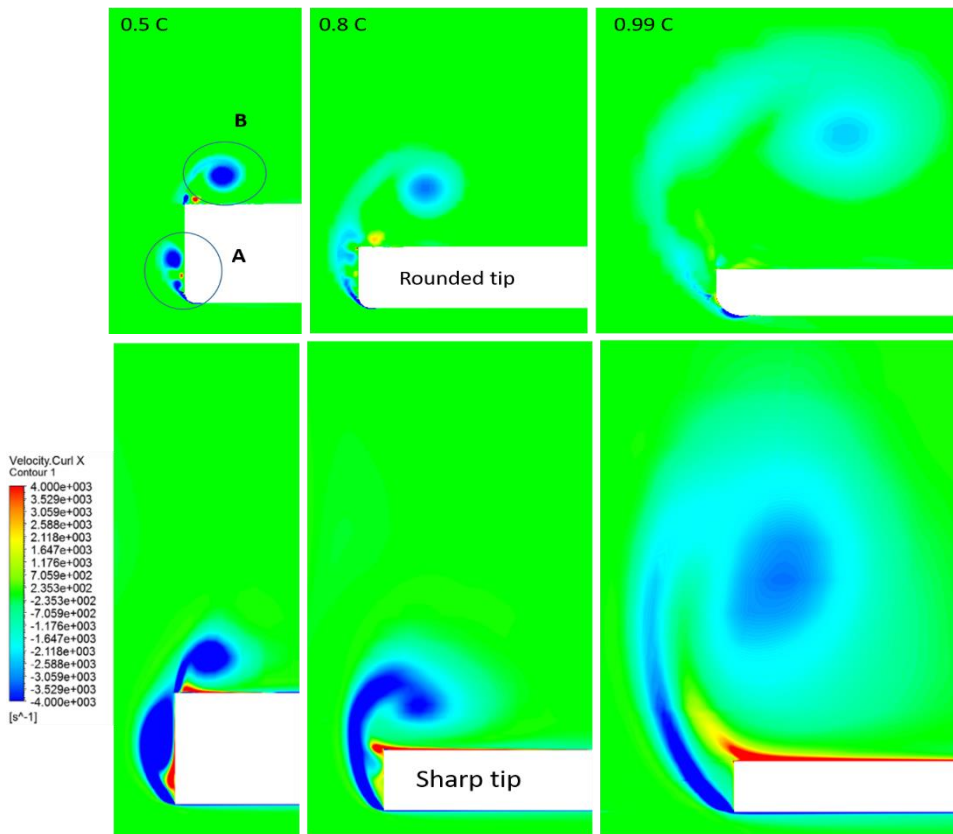 0.5 C
0.8 C
0.99 C
B
A
Rounded tip
Velocity.Curl X
Contour 1
4.000e+003
3.529e+003
3.059e+003
2.588e+003
2.118e+003
1.647e+003
1.176e+003
7.059e+002
2.353e+002
-2.353e+002
-7.059e+002
-1.176e+003
-1.647e+003
-2.118e+003
-2.588e+003
-3.059e+003
-3.529e+003
-4.000e+003
[s^-1]
Sharp tip